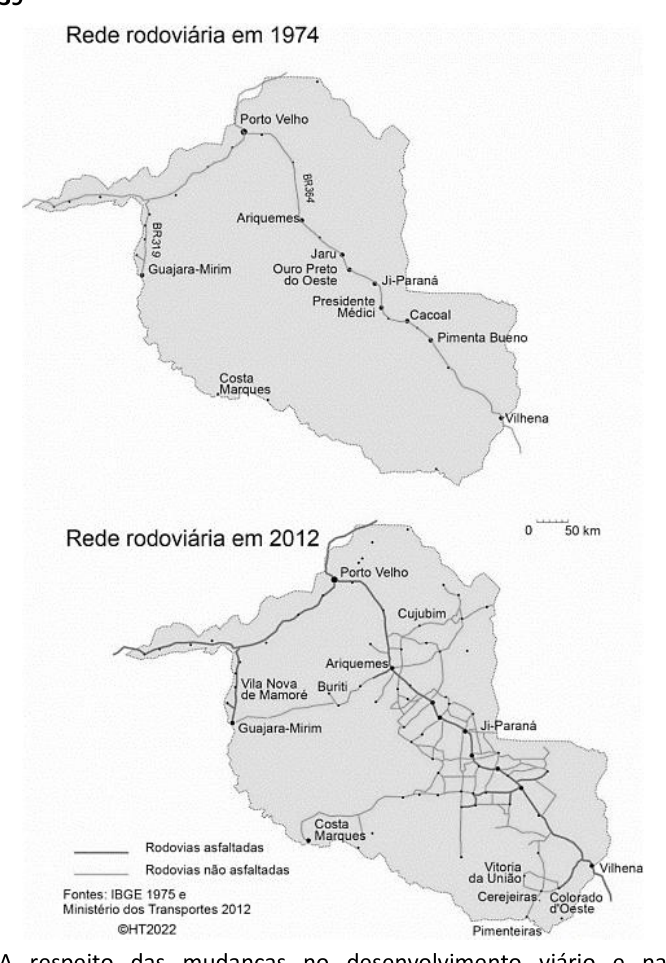 Rede rodoviária em 1974
Porto Velho
BR364
Ariquemes
BR319
Jaru
Guajara-Mirim
Ouro Preto
do Oeste
Ji-Paraná
Presidente
Médici
Cacoal
Pimenta Bueno
Costa
Marques
Vilhena
0 50 km
Rede rodoviária em 2012
Porto Velho
Cujubim
Ariquemes
Vila Nova
de Mamoré
Buriti
Ji-Paraná
Guajara-Mirim
Costa
Marques
Rodovias asfaltadas
Rodovias não asfaltadas
Vitoria
da União
Vilhena
Cerejeiras
Colorado
d'Oeste
Fontes: IBGE 1975 e
Ministério dos Transportes 2012
©HT2022
Pimenteiras
A respeito das mudanças no desenvolvimento viário e na